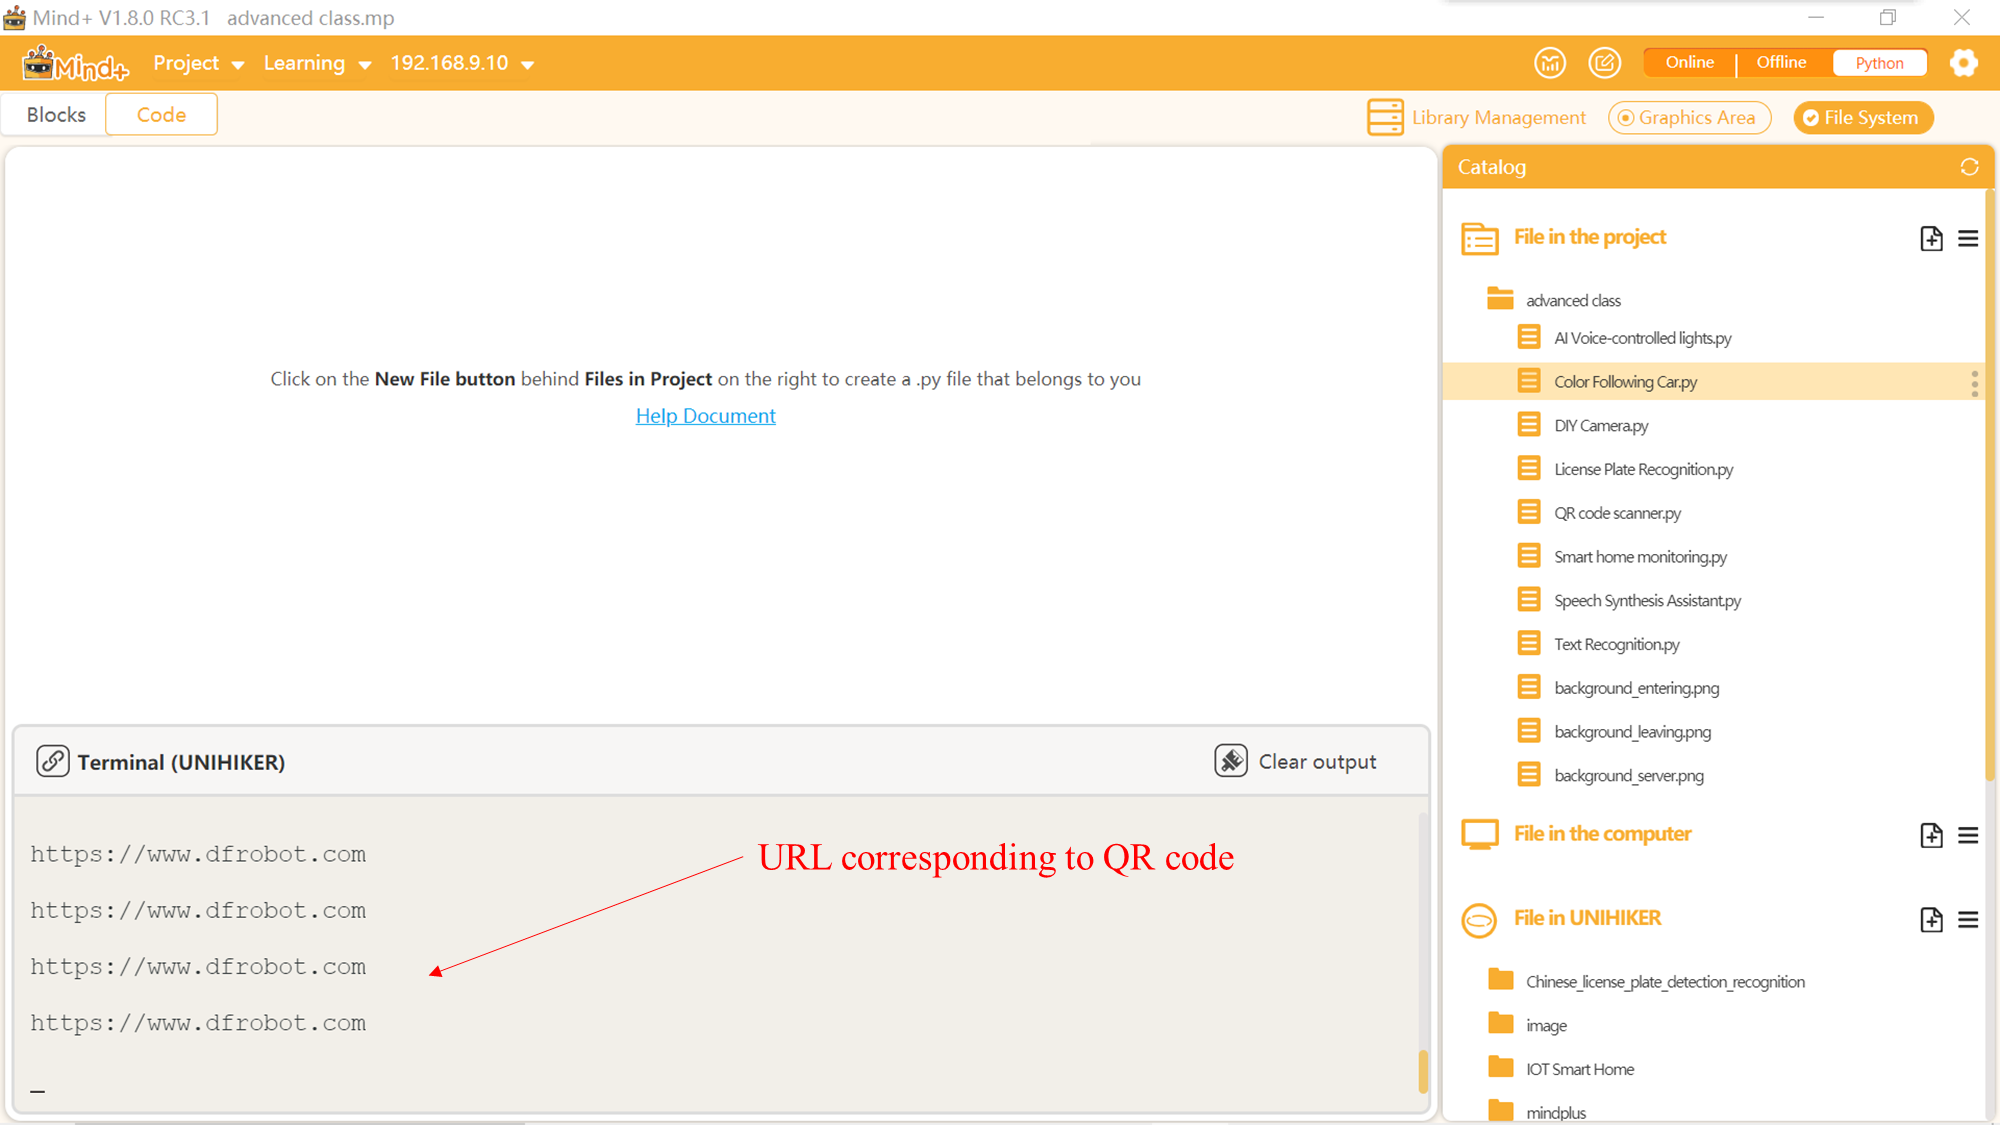 Mind+ V1.8.0 RC3.1 advanced class.mp
Mind+ Project Learning 192.168.9.10 Online Offline Python
Blocks Code Library Management Graphics Area File System
Catalog
File in the project
advanced class
AI Voice-controlled lights.py
Color Following Car.py
DIY Camera.py
License Plate Recognition.py
QR code scanner.py
Smart home monitoring.py
Speech Synthesis Assistant.py
Text Recognition.py
background_entering.png
background_leaving.png
background_server.png
File in the computer
File in UNIHIKER
Chinese_license_plate_detection_recognition
image
IOT Smart Home
mindplus
Click on the New File button behind Files in Project on the right to create a .py file that belongs to you
Help Document
Terminal (UNIHIKER) Clear output
https://www.dfrobot.com
https://www.dfrobot.com
https://www.dfrobot.com
https://www.dfrobot.com
_
URL corresponding to QR code